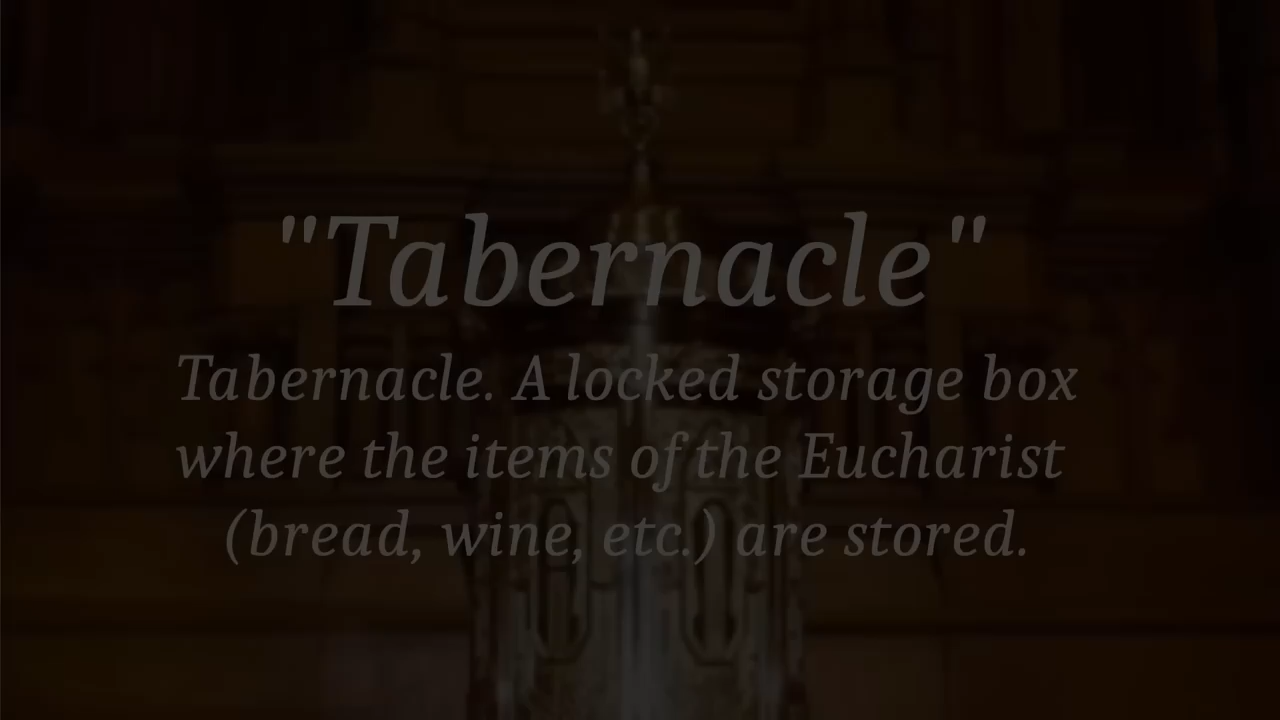 "Tabernacle"
Tabernacle. A locked storage box
where the items of the Eucharist
(bread, wine, etc.) are stored.